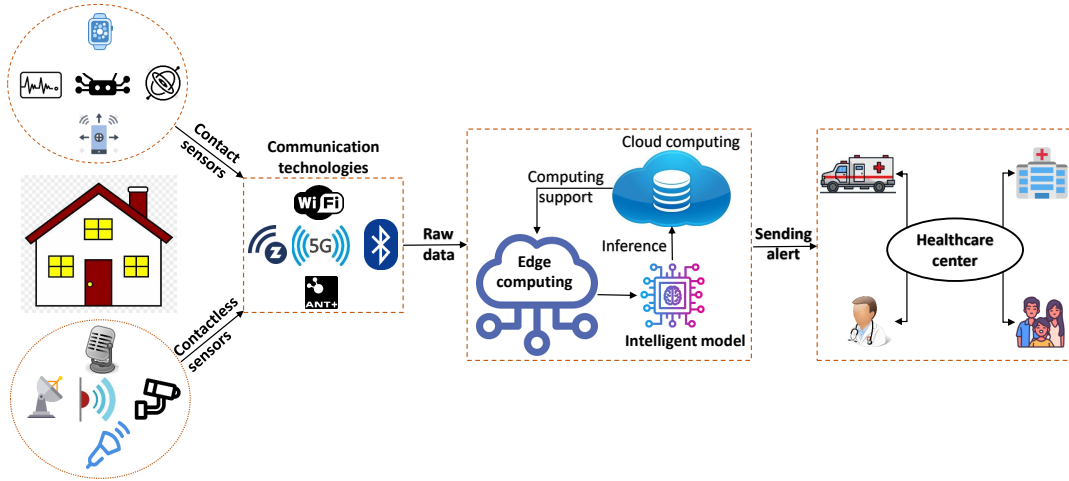 Contact
sensors
Communication
technologies
WiFi
Z
5G
ANT+
Contactless
sensors
Raw
data
Cloud computing
Computing
support
Edge
computing
Inference
Intelligent model
Sending
alert
Healthcare
center